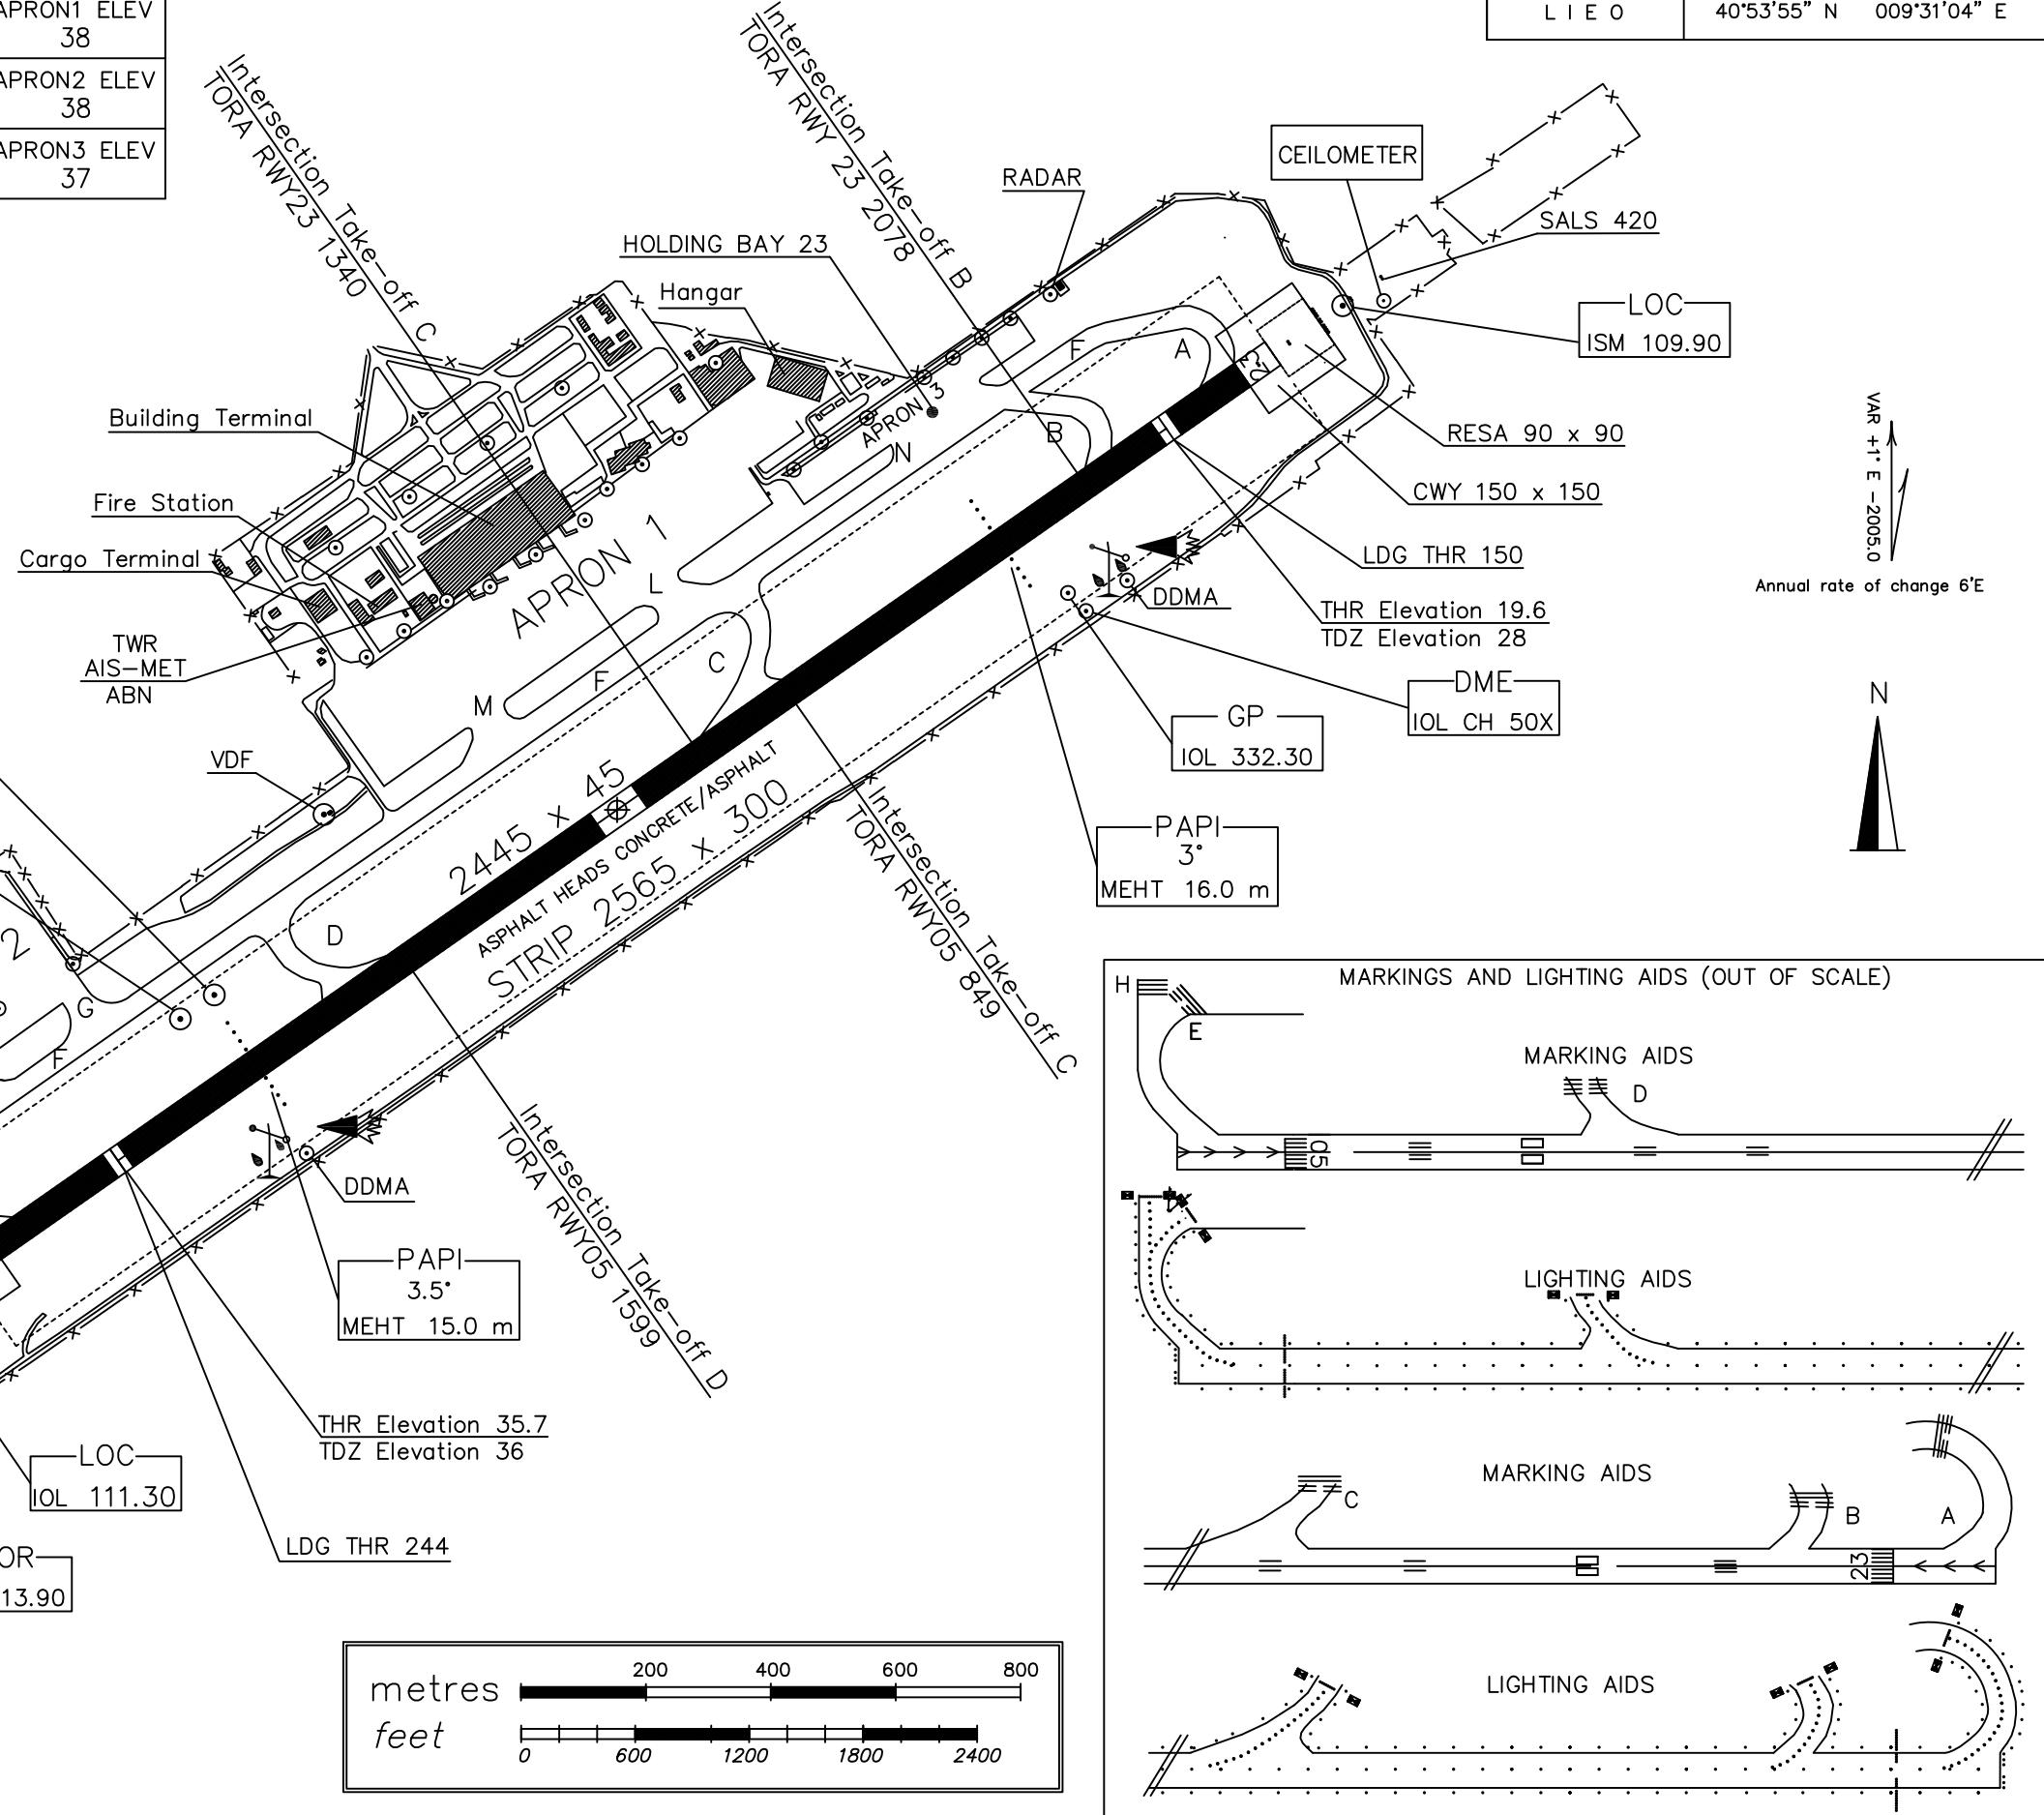 APRON1 ELEV
38
APRON2 ELEV
38
APRON3 ELEV
37
L I E O
40°53'55" N 009°31'04" E
Intersection Take-off C
TORA RWY23 1340
Intersection Take-off B
TORA RWY 23 2078
RADAR
CEILOMETER
SALS 420
HOLDING BAY 23
Hangar
LOC
ISM 109.90
Building Terminal
Fire Station
Cargo Terminal
TWR
AIS-MET
ABN
VDF
APRON 3
APRON 1
F
A
B
N
L
C
F
M
D
G
F
2
23
RESA 90 x 90
CWY 150 x 150
LDG THR 150
THR Elevation 19.6
TDZ Elevation 28
DDMA
DME
IOL CH 50X
GP
IOL 332.30
PAPI
3°
MEHT 16.0 m
VAR +1° E -2005.0
Annual rate of change 6'E
N
2445 x 45
ASPHALT HEADS CONCRETE/ASPHALT
STRIP 2565 x 300
Intersection Take-off C
TORA RWY05 849
Intersection Take-off D
TORA RWY05 1599
DDMA
PAPI
3.5°
MEHT 15.0 m
THR Elevation 35.7
TDZ Elevation 36
LDG THR 244
LOC
IOL 111.30
OR
13.90
metres
200 400 600 800
feet
0 600 1200 1800 2400
MARKINGS AND LIGHTING AIDS (OUT OF SCALE)
H
E
MARKING AIDS
D
05
LIGHTING AIDS
MARKING AIDS
C
B
A
23
LIGHTING AIDS